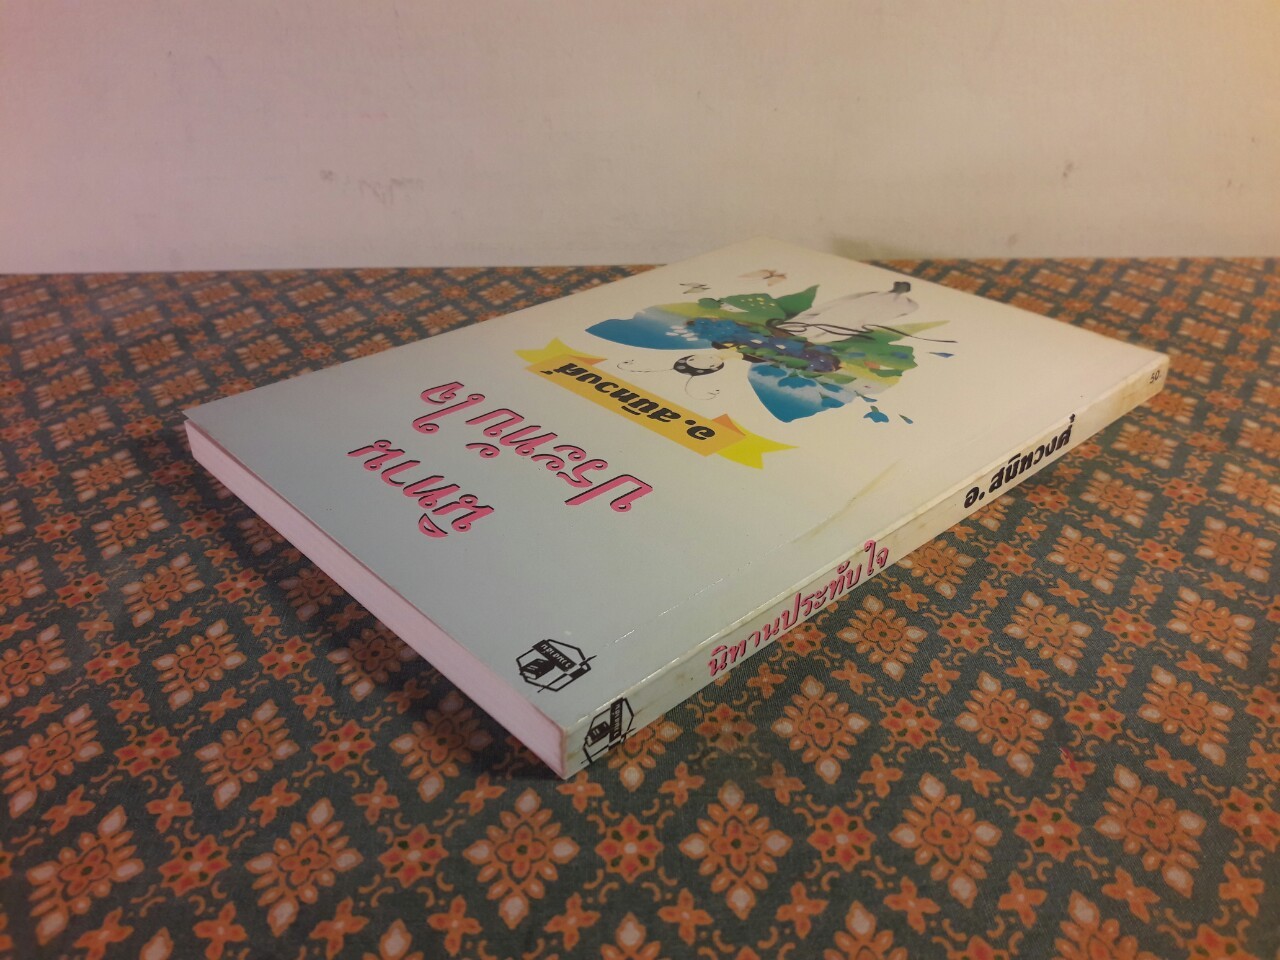 นิทาน
ประทับใจ
อ.สนิทวงศ์
นิทานประทับใจ
อ.สนิทวงศ์
50